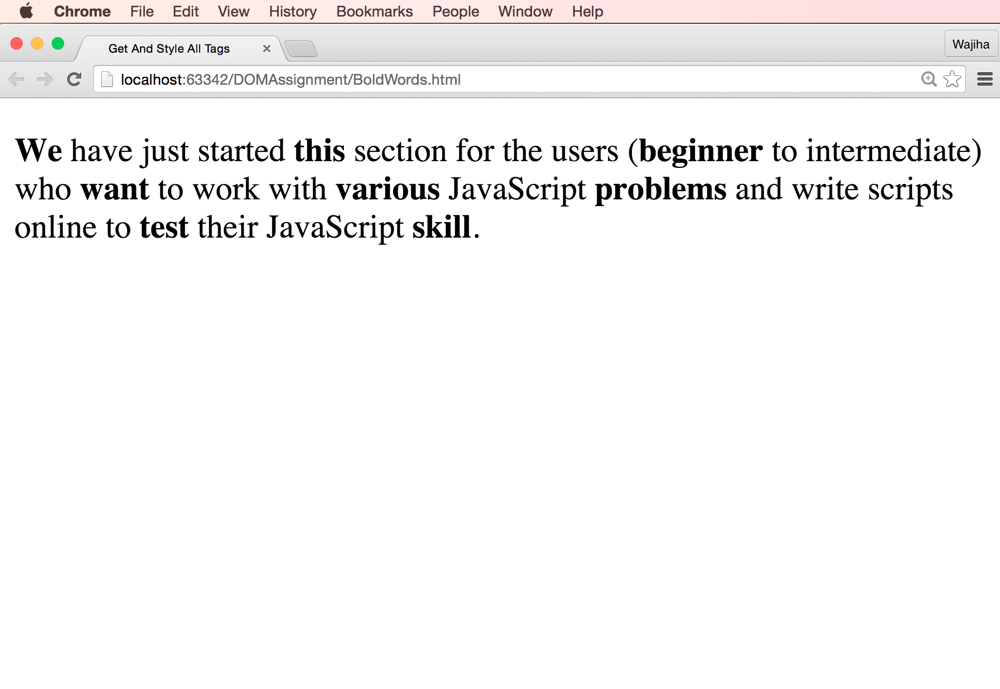 Chrome File Edit View History Bookmarks People Window Help
Get And Style All Tags
Wajiha
localhost:63342/DOMAssignment/BoldWords.html
We have just started this section for the users (beginner to intermediate)
who want to work with various JavaScript problems and write scripts
online to test their JavaScript skill.